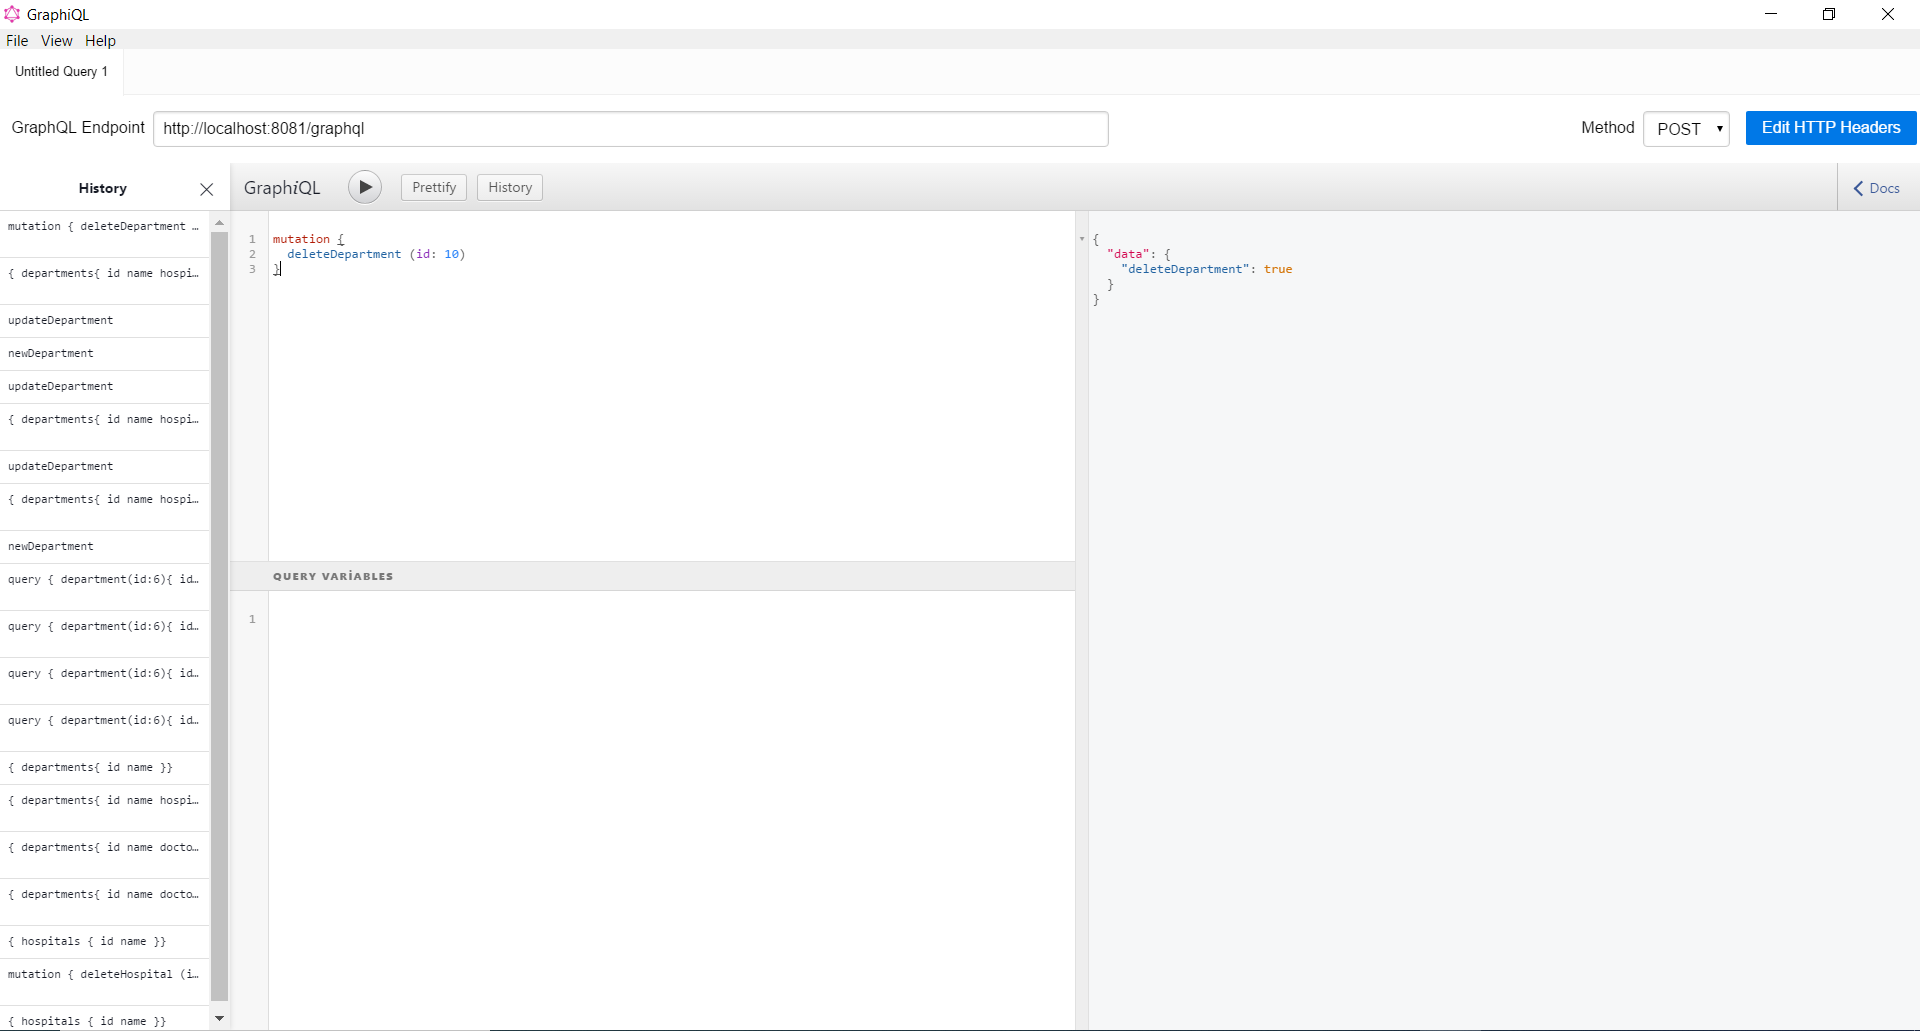 GraphiQL
File View Help
Untitled Query 1
GraphQL Endpoint http://localhost:8081/graphql Method POST Edit HTTP Headers
History
GraphiQL Prettify History Docs
mutation { deleteDepartment …
{ departments{ id name hospi…
updateDepartment
newDepartment
updateDepartment
{ departments{ id name hospi…
updateDepartment
{ departments{ id name hospi…
newDepartment
query { department(id:6){ id…
query { department(id:6){ id…
query { department(id:6){ id…
query { department(id:6){ id…
{ departments{ id name }}
{ departments{ id name hospi…
{ departments{ id name docto…
{ departments{ id name docto…
{ hospitals { id name }}
mutation { deleteHospital (i…
{ hospitals { id name }}
1 mutation {
2 deleteDepartment (id: 10)
3 }
QUERY VARİABLES
1
{
"data": {
"deleteDepartment": true
}
}